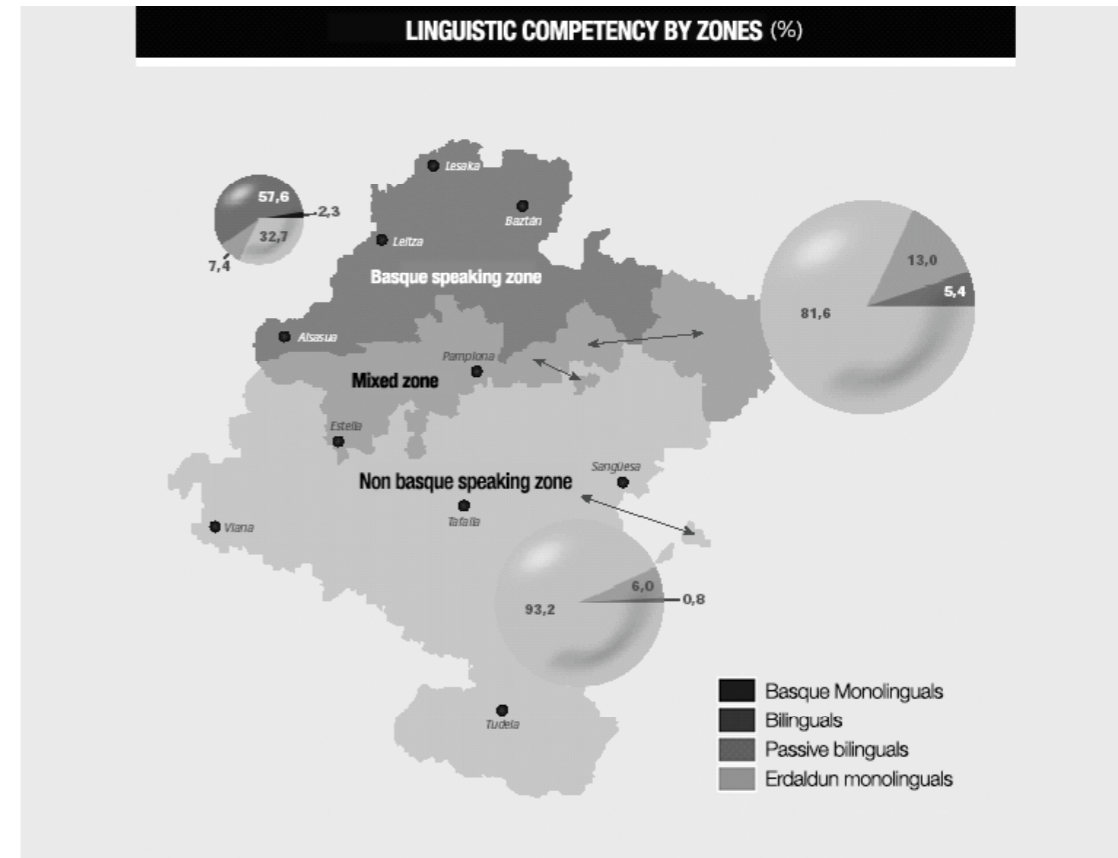 LINGUISTIC COMPETENCY BY ZONES (%)
Lesaka
57,6
2,3
Baztán
32,7
Leitza
7,4
13,0
Basque speaking zone
5,4
81,6
Alsasua
Pamplona
Mixed zone
Estella
Sangüesa
Non basque speaking zone
Viana
Tafalla
6,0
0,8
93,2
Basque Monolinguals
Bilinguals
Tudela
Passive bilinguals
Erdaldun monolinguals